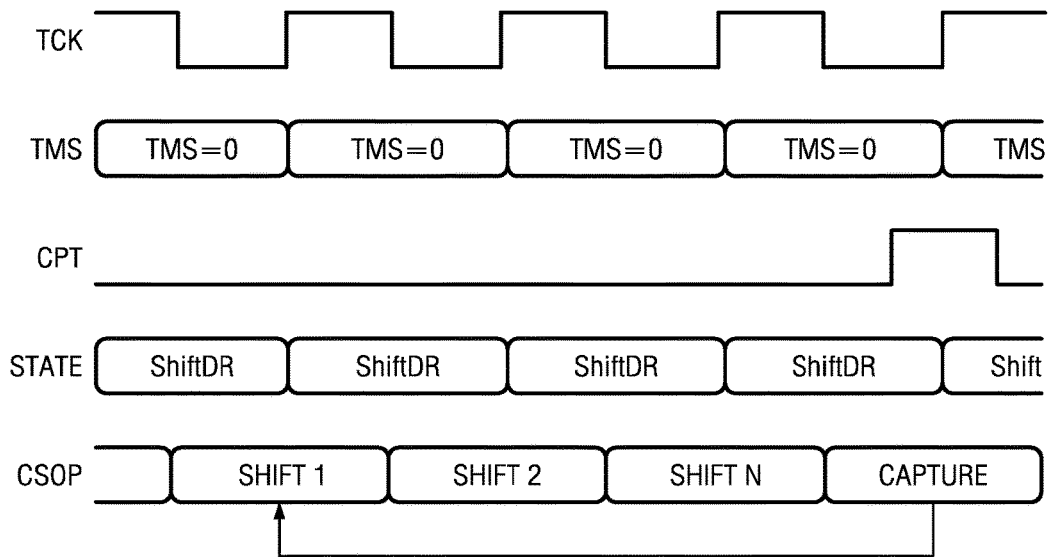 TCK
TMS TMS=0 TMS=0 TMS=0 TMS=0 TMS
CPT
STATE ShiftDR ShiftDR ShiftDR ShiftDR Shift
CSOP SHIFT 1 SHIFT 2 SHIFT N CAPTURE